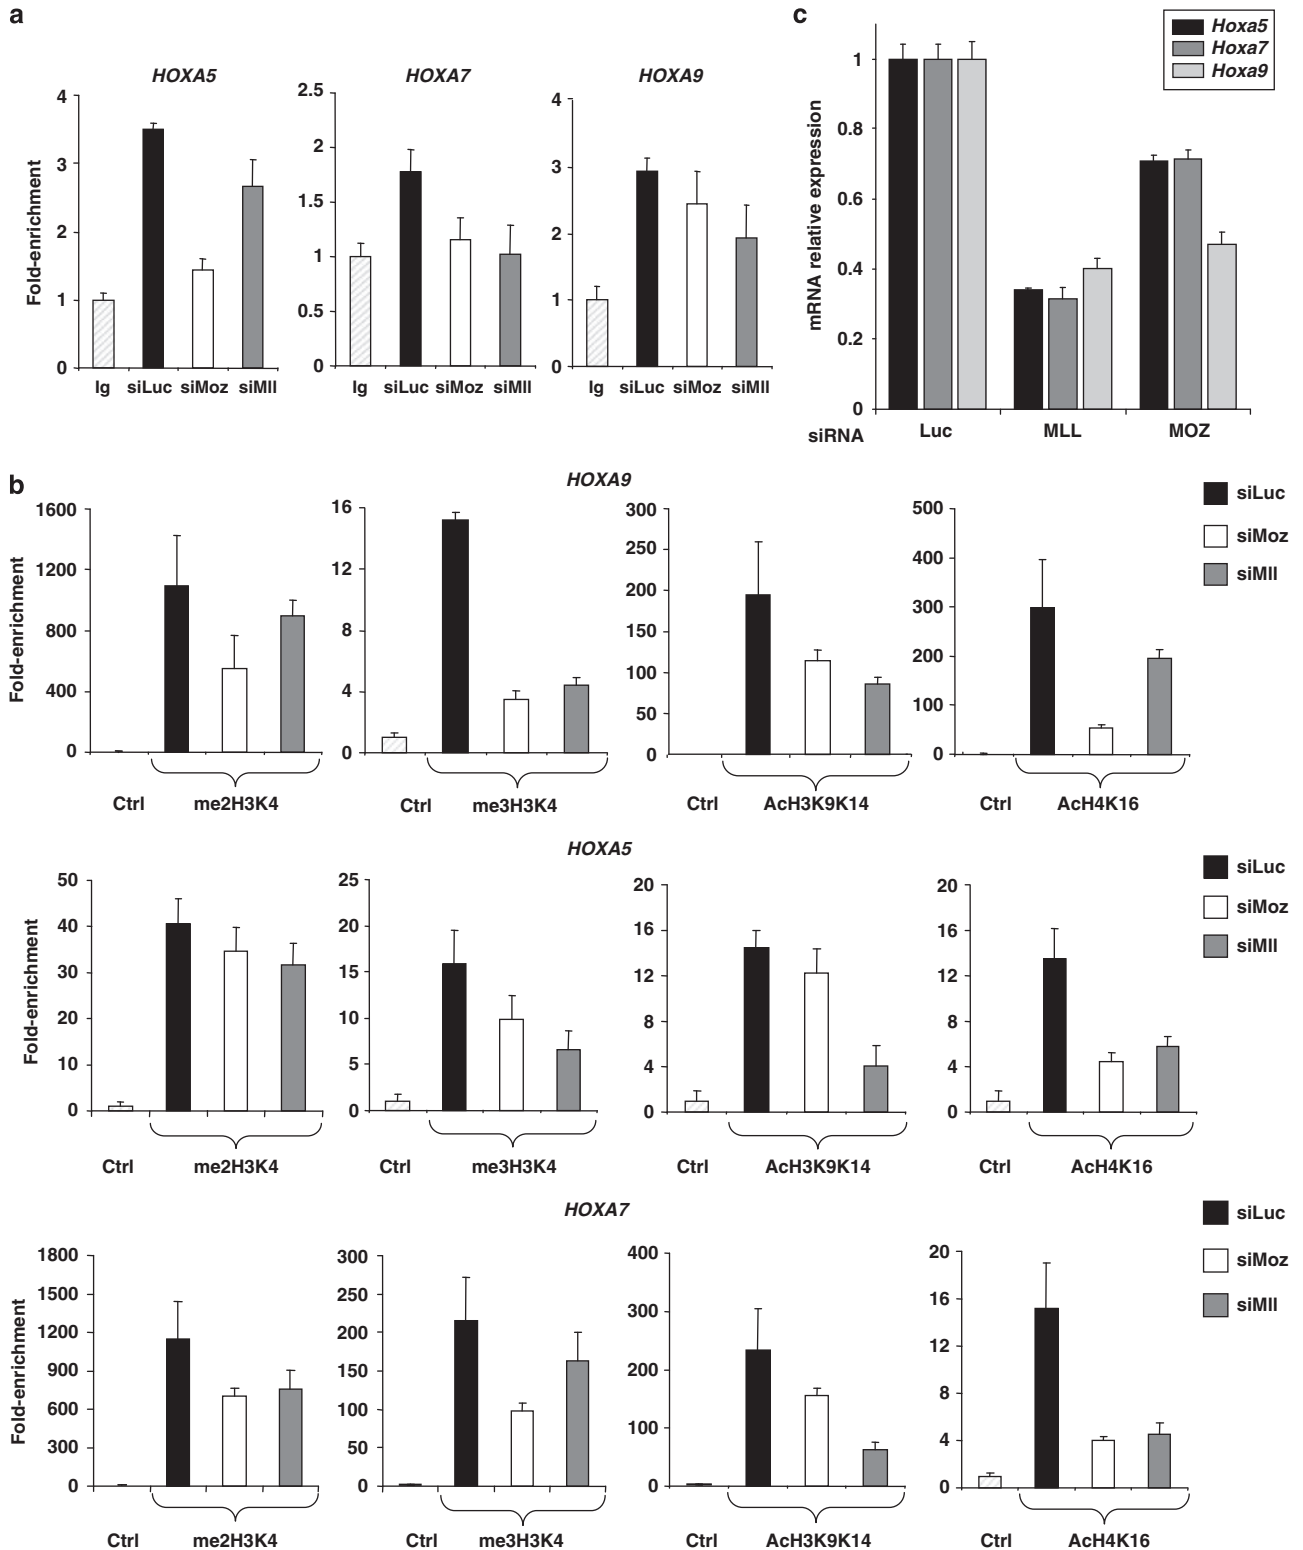 a
HOXA5
HOXA7
HOXA9
Fold-enrichment
4
3
2
1
0
Ig siLuc siMoz siMll
2.5
2
1.5
1
0.5
0
Ig siLuc siMoz siMll
4
3
2
1
0
Ig siLuc siMoz siMll
c
Hoxa5
Hoxa7
Hoxa9
mRNA relative expression
1
0.8
0.6
0.4
0.2
0
siRNA Luc MLL MOZ
b
HOXA9
Fold-enrichment
1600
1200
800
400
0
Ctrl me2H3K4
16
12
8
4
0
Ctrl me3H3K4
300
250
200
150
100
50
0
Ctrl AcH3K9K14
500
400
300
200
100
0
Ctrl AcH4K16
siLuc
siMoz
siMll
HOXA5
Fold-enrichment
50
40
30
20
10
0
Ctrl me2H3K4
25
20
15
10
5
0
Ctrl me3H3K4
20
16
12
8
4
0
Ctrl AcH3K9K14
20
16
12
8
4
0
Ctrl AcH4K16
siLuc
siMoz
siMll
HOXA7
Fold-enrichment
1800
1500
1200
900
600
300
0
Ctrl me2H3K4
300
250
200
150
100
50
0
Ctrl me3H3K4
400
300
200
100
0
Ctrl AcH3K9K14
20
16
12
8
4
0
Ctrl AcH4K16
siLuc
siMoz
siMll